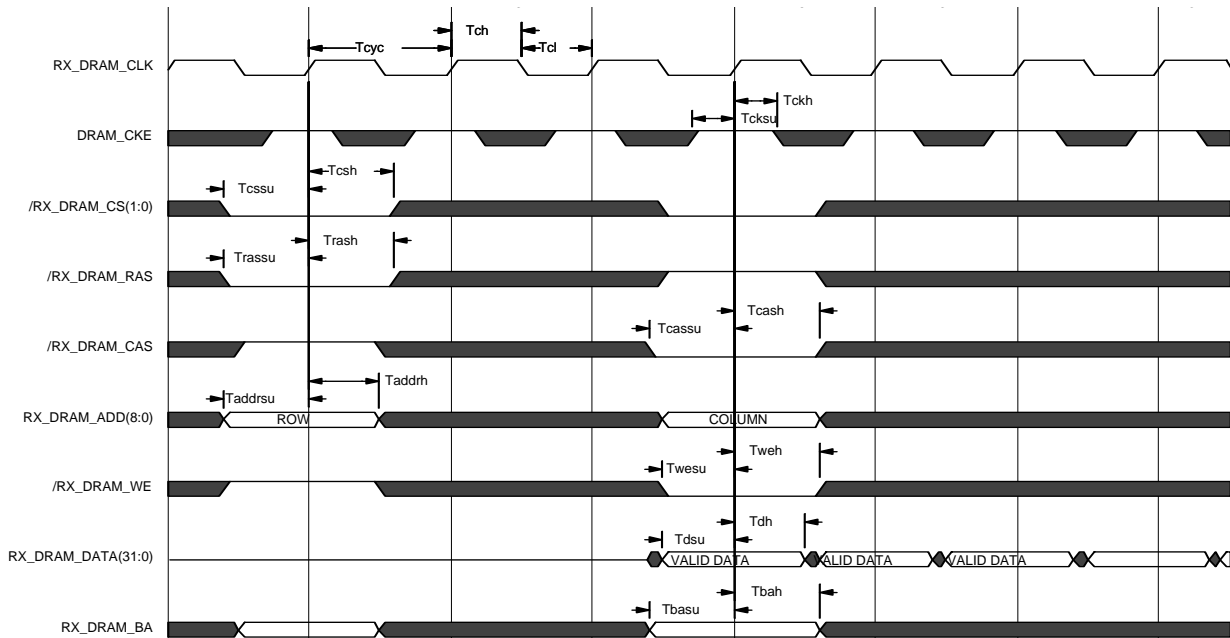 Tch
Tcyc
Tcl
RX_DRAM_CLK
Tckh
Tcksu
DRAM_CKE
Tcsh
Tcssu
/RX_DRAM_CS(1:0)
Trash
Trassu
/RX_DRAM_RAS
Tcash
Tcassu
/RX_DRAM_CAS
Taddrh
Taddrsu
RX_DRAM_ADD(8:0)
ROW
COLUMN
Tweh
Twesu
/RX_DRAM_WE
Tdh
Tdsu
RX_DRAM_DATA(31:0)
VALID DATA
VALID DATA
VALID DATA
Tbah
Tbasu
RX_DRAM_BA